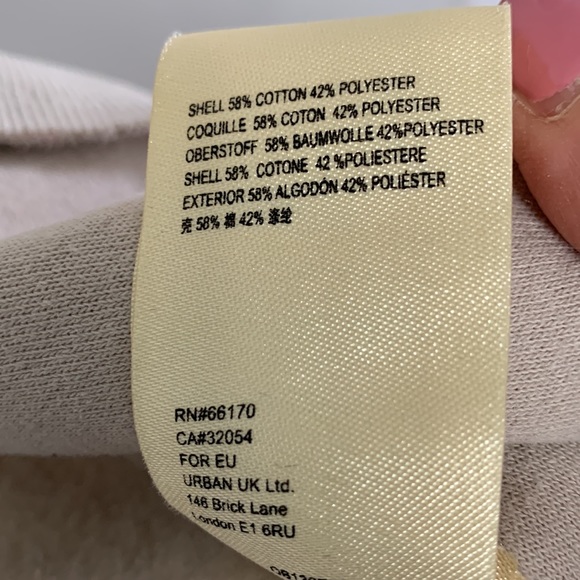 SHELL 58% COTTON 42% POLYESTER
COQUILLE 58% COTON 42% POLYESTER
OBERSTOFF 58% BAUMWOLLE 42%POLYESTER
SHELL 58% COTONE 42 %POLIESTERE
EXTERIOR 58% ALGODÓN 42% POLIÉSTER
壳 58% 棉 42% 涤纶
RN#66170
CA#32054
FOR EU
URBAN UK Ltd.
146 Brick Lane
London E1 6RU